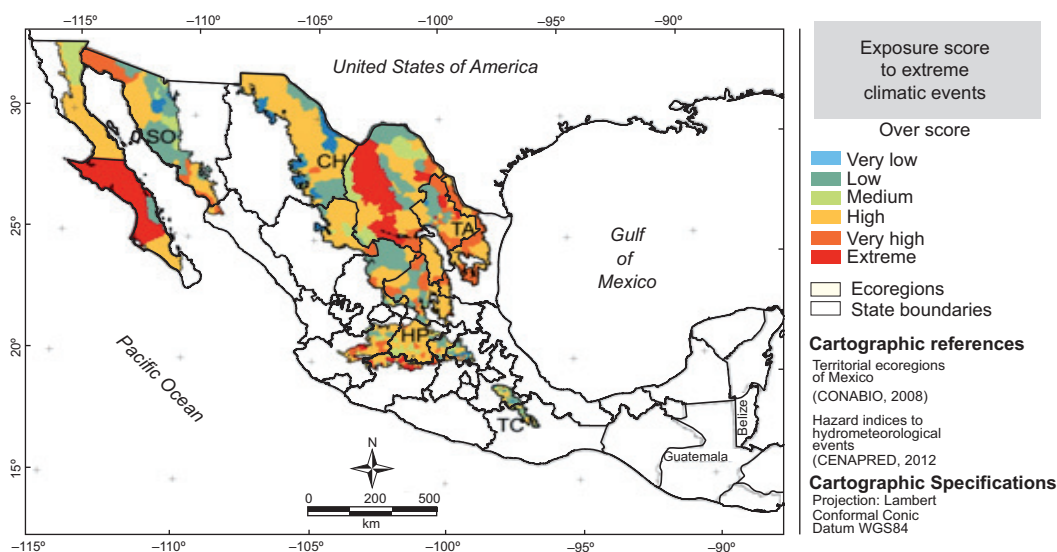 –115º
–110º
–105º
–100º
–95º
–90º
United States of America
30º
SO
CH
25º
TA
Gulf
of
Mexico
20º
HP
Pacific Ocean
TC
Belize
Guatemala
15º
N
0 200 500
km
–115º
–110º
–105º
–100º
–95º
–90º
Exposure score
to extreme
climatic events
Over score
Very low
Low
Medium
High
Very high
Extreme
Ecoregions
State boundaries
Cartographic references
Territorial ecoregions
of Mexico
(CONABIO, 2008)
Hazard indices to
hydrometeorological
events
(CENAPRED, 2012
Cartographic Specifications
Projection: Lambert
Conformal Conic
Datum WGS84